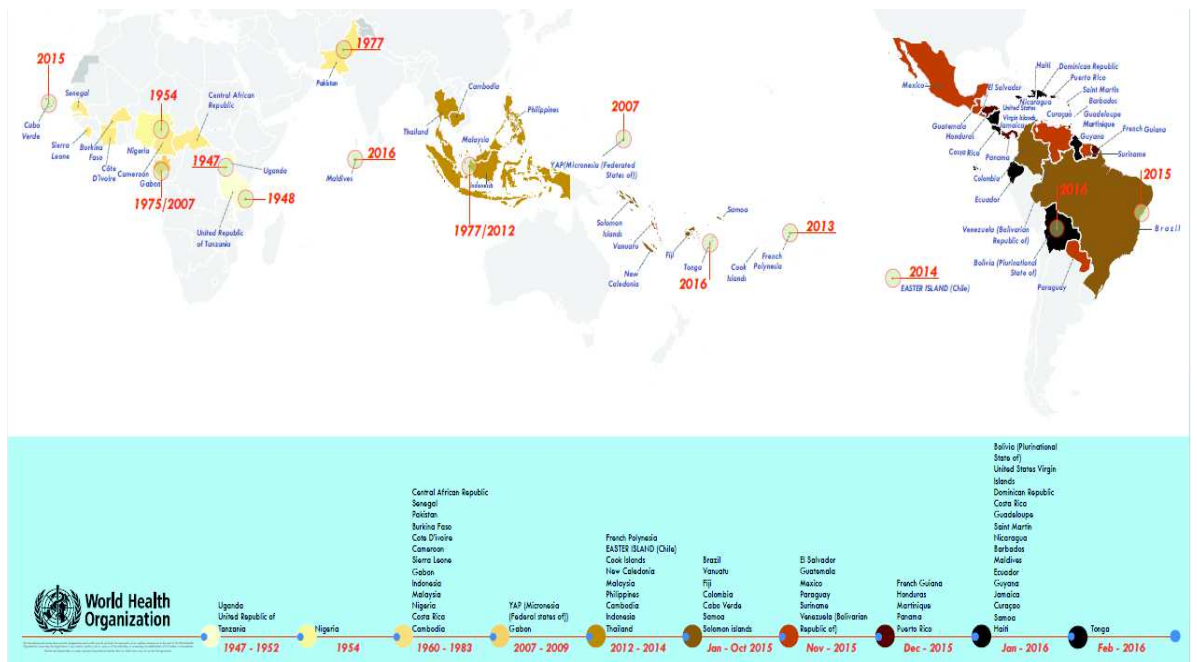 2015
Cabo
Verde
Senegal
Sierra
Leone
Burkina
Faso
Côte
D'ivoire
1954
Nigeria
Cameroon
Gabon
1975/2007
Central African
Republic
1947
Uganda
1948
United Republic
of Tanzania
1977
Pakistan
2016
Maldives
Cambodia
Thailand
Philippines
Malaysia
Indonesia
1977/2012
2007
YAP(Micronesia (Federated
States of))
Solomon
Islands
Vanuatu
New
Caledonia
Fiji
Samoa
Tonga
2016
Cook
Islands
2013
French
Polynesia
2014
EASTER ISLAND (Chile)
Mexico
Guatemala
El Salvador
Honduras
Nicaragua
Costa Rica
Panama
Haiti
Dominican Republic
Puerto Rico
Saint Martin
Barbados
United States
Virgin Islands
Jamaica
Curaçao
Guadeloupe
Martinique
Guyana
French Guiana
Suriname
Colombia
Ecuador
Venezuela (Bolivarian
Republic of)
Bolivia (Plurinational
State of)
Paraguay
2016
2015
Brazil
World Health
Organization
Uganda
United Republic of
Tanzania
1947 - 1952
Nigeria
1954
Central African Republic
Senegal
Pakistan
Burkina Faso
Cote D'ivoire
Cameroon
Sierra Leone
Gabon
Indonesia
Malaysia
Nigeria
Costa Rica
Cambodia
1960 - 1983
YAP (Micronesia
(Federal states of))
Gabon
2007 - 2009
French Polynesia
EASTER ISLAND (Chile)
Cook Islands
New Caledonia
Malaysia
Philippines
Cambodia
Indonesia
Thailand
2012 - 2014
Brazil
Vanuatu
Fiji
Colombia
Cabo Verde
Samoa
Solomon islands
Jan - Oct 2015
El Salvador
Guatemala
Mexico
Paraguay
Suriname
Venezuela (Bolivarian
Republic of)
Nov - 2015
French Guiana
Honduras
Martinique
Panama
Puerto Rico
Dec - 2015
Bolivia (Plurinational
State of)
United States Virgin
Islands
Dominican Republic
Costa Rica
Guadeloupe
Saint Martin
Nicaragua
Barbados
Maldives
Ecuador
Guyana
Jamaica
Curaçao
Samoa
Haiti
Jan - 2016
Tonga
Feb - 2016